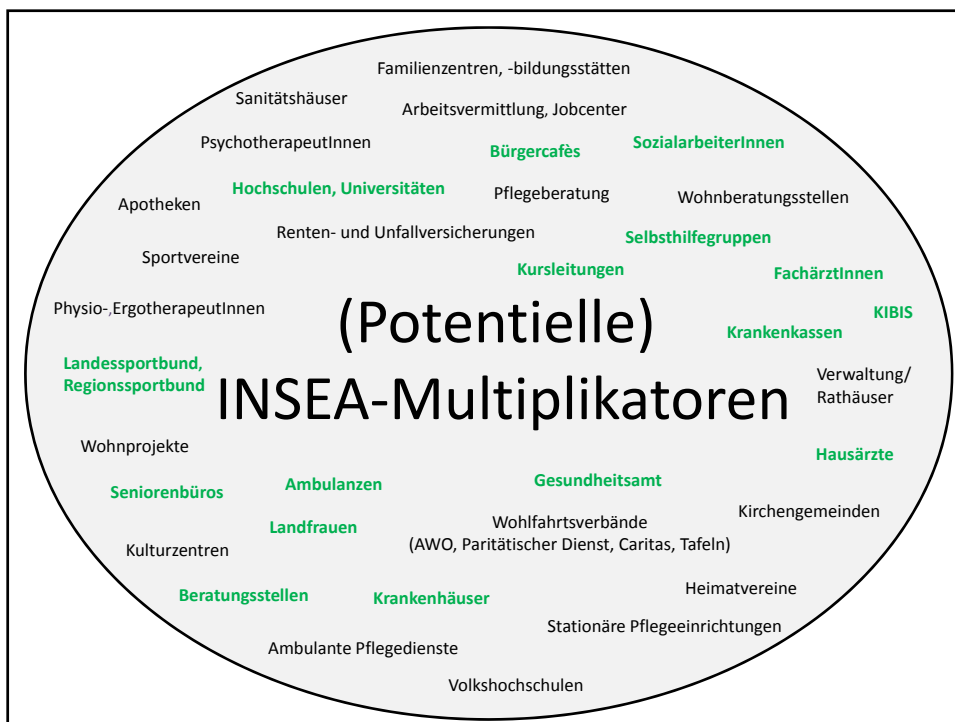 Familienzentren, -bildungsstätten
Sanitätshäuser
Arbeitsvermittlung, Jobcenter
PsychotherapeutInnen
Bürgercafès
SozialarbeiterInnen
Hochschulen, Universitäten
Pflegeberatung
Wohnberatungsstellen
Apotheken
Renten- und Unfallversicherungen
Selbsthilfegruppen
Sportvereine
Kursleitungen
FachärztInnen
Physio-,ErgotherapeutInnen
KIBIS
(Potentielle)
Krankenkassen
Landessportbund,
Regionssportbund
INSEA-Multiplikatoren
Verwaltung/
Rathäuser
Wohnprojekte
Hausärzte
Seniorenbüros
Ambulanzen
Gesundheitsamt
Kirchengemeinden
Landfrauen
Wohlfahrtsverbände
(AWO, Paritätischer Dienst, Caritas, Tafeln)
Kulturzentren
Heimatvereine
Beratungsstellen
Krankenhäuser
Stationäre Pflegeeinrichtungen
Ambulante Pflegedienste
Volkshochschulen